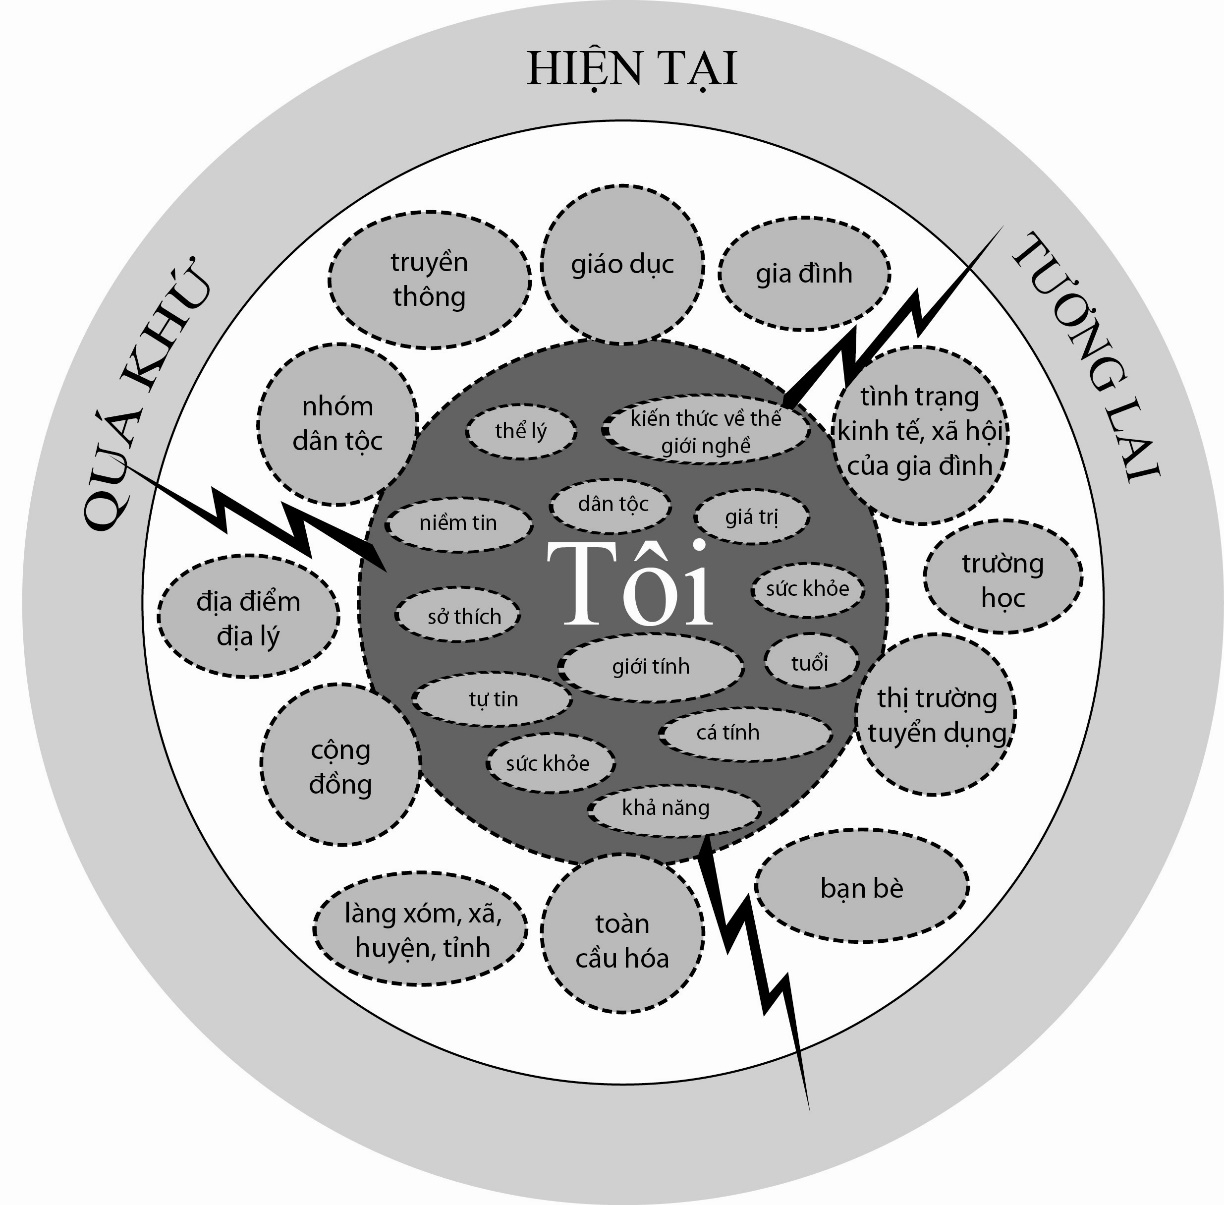 HIỆN TẠI
QUÁ KHỨ
TƯƠNG LAI
truyền
thông
giáo dục
gia đình
nhóm
dân tộc
tình trạng
kinh tế, xã hội
của gia đình
thể lý
kiến thức về thế
giới nghề
niềm tin
dân tộc
giá trị
Tôi
trường
học
địa điểm
địa lý
sở thích
sức khỏe
giới tính
tuổi
tự tin
cá tính
thị trường
tuyển dụng
cộng
đồng
sức khỏe
khả năng
làng xóm, xã,
huyện, tỉnh
toàn
cầu hóa
bạn bè